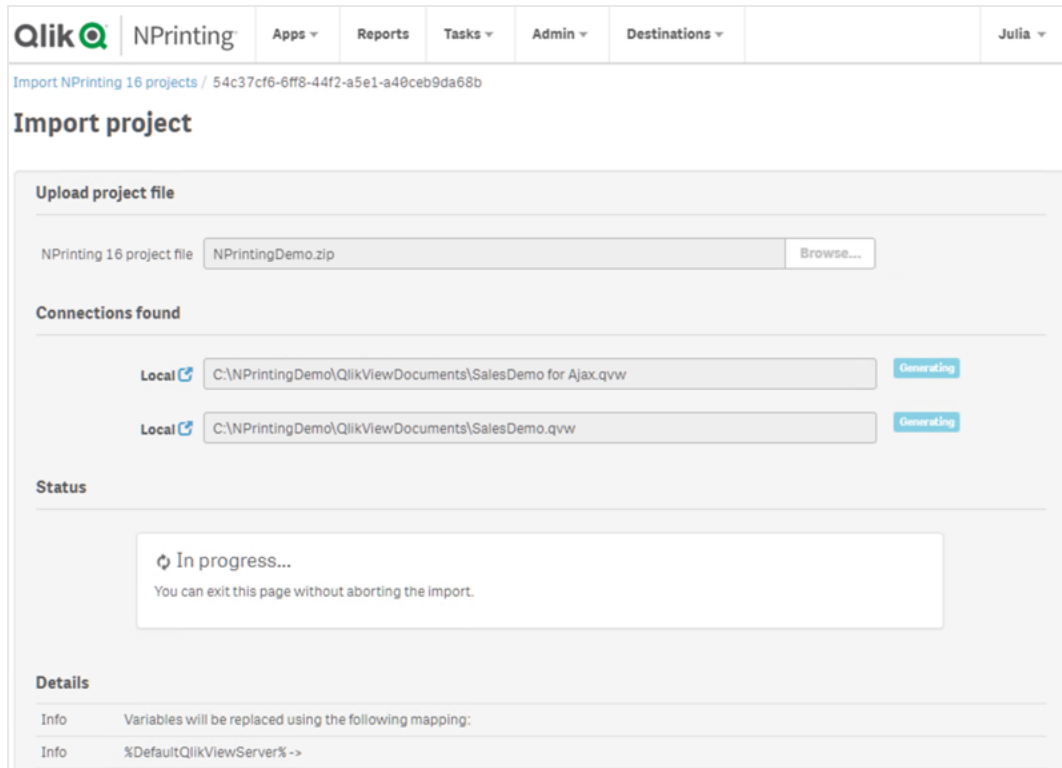 Qlik NPrinting Apps Reports Tasks Admin Destinations Julia
Import NPrinting 16 projects / 54c37cf6-6ff8-44f2-a5e1-a40ceb9da68b
Import project
Upload project file
NPrinting 16 project file NPrintingDemo.zip Browse...
Connections found
Local C:\NPrintingDemo\QlikViewDocuments\SalesDemo for Ajax.qvw Generating
Local C:\NPrintingDemo\QlikViewDocuments\SalesDemo.qvw Generating
Status
In progress...
You can exit this page without aborting the import.
Details
Info Variables will be replaced using the following mapping:
Info %DefaultQlikViewServer% ->